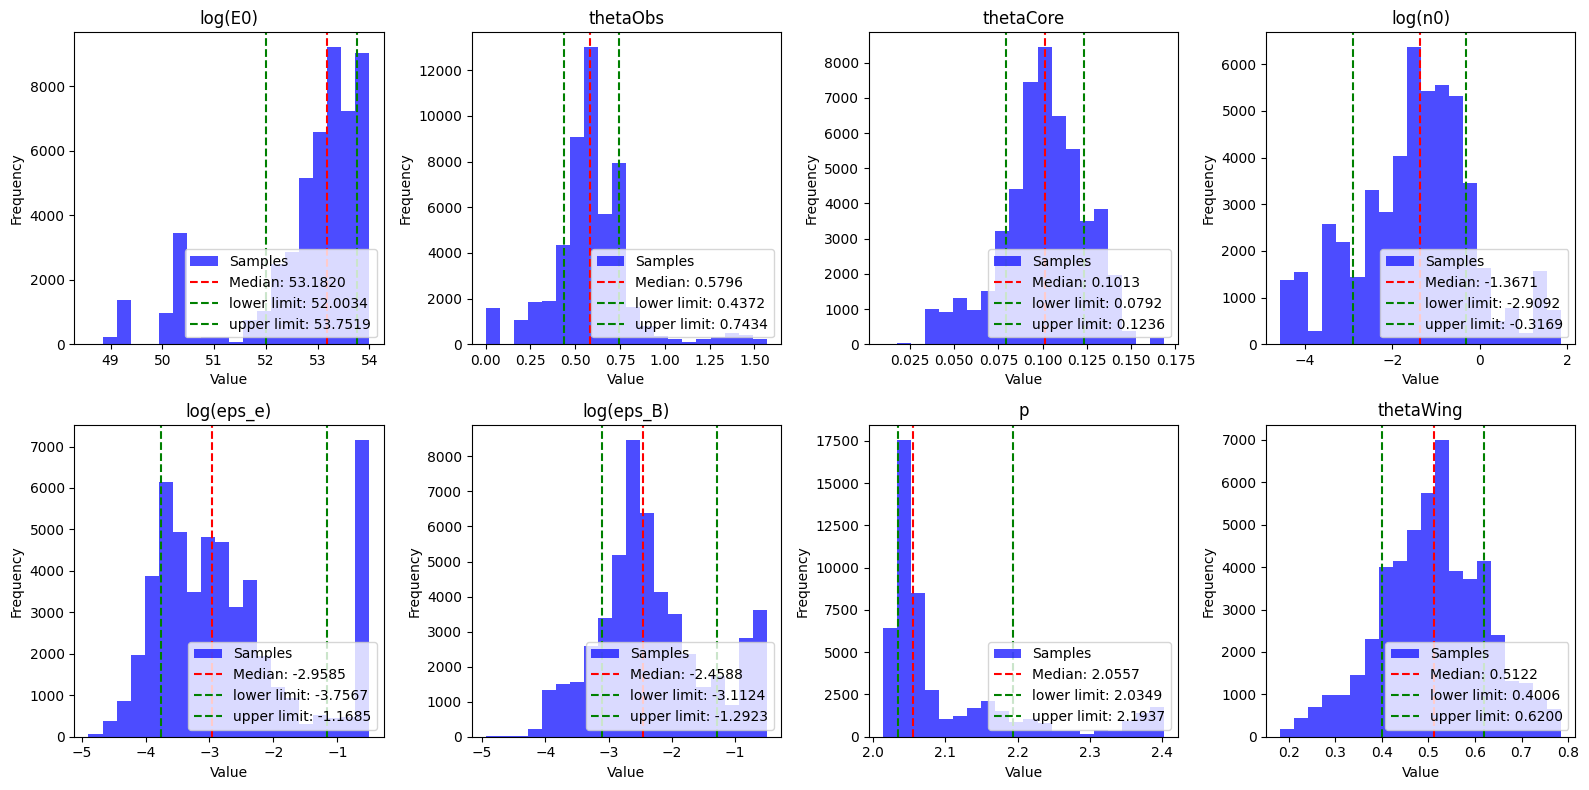 log(E0)
Frequency
8000
6000
4000
2000
0
49
50
51
52
53
54
Value
Samples
Median: 53.1820
lower limit: 52.0034
upper limit: 53.7519
thetaObs
Frequency
12000
10000
8000
6000
4000
2000
0
0.00
0.25
0.50
0.75
1.00
1.25
1.50
Value
Samples
Median: 0.5796
lower limit: 0.4372
upper limit: 0.7434
thetaCore
Frequency
8000
7000
6000
5000
4000
3000
2000
1000
0
0.025
0.050
0.075
0.100
0.125
0.150
0.175
Value
Samples
Median: 0.1013
lower limit: 0.0792
upper limit: 0.1236
log(n0)
Frequency
6000
5000
4000
3000
2000
1000
0
−4
−2
0
2
Value
Samples
Median: -1.3671
lower limit: -2.9092
upper limit: -0.3169
log(eps_e)
Frequency
7000
6000
5000
4000
3000
2000
1000
0
−5
−4
−3
−2
−1
Value
Samples
Median: -2.9585
lower limit: -3.7567
upper limit: -1.1685
log(eps_B)
Frequency
8000
7000
6000
5000
4000
3000
2000
1000
0
−5
−4
−3
−2
−1
Value
Samples
Median: -2.4588
lower limit: -3.1124
upper limit: -1.2923
p
Frequency
17500
15000
12500
10000
7500
5000
2500
0
2.0
2.1
2.2
2.3
2.4
Value
Samples
Median: 2.0557
lower limit: 2.0349
upper limit: 2.1937
thetaWing
Frequency
7000
6000
5000
4000
3000
2000
1000
0
0.2
0.3
0.4
0.5
0.6
0.7
0.8
Value
Samples
Median: 0.5122
lower limit: 0.4006
upper limit: 0.6200